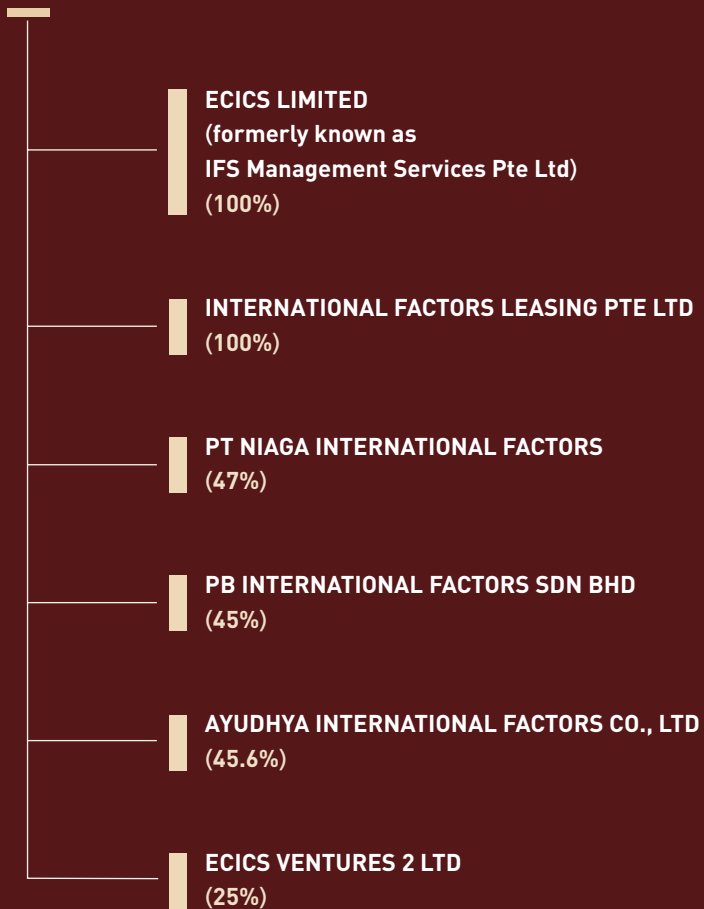 ECICS LIMITED
(formerly known as
IFS Management Services Pte Ltd)
(100%)
INTERNATIONAL FACTORS LEASING PTE LTD
(100%)
PT NIAGA INTERNATIONAL FACTORS
(47%)
PB INTERNATIONAL FACTORS SDN BHD
(45%)
AYUDHYA INTERNATIONAL FACTORS CO., LTD
(45.6%)
ECICS VENTURES 2 LTD
(25%)